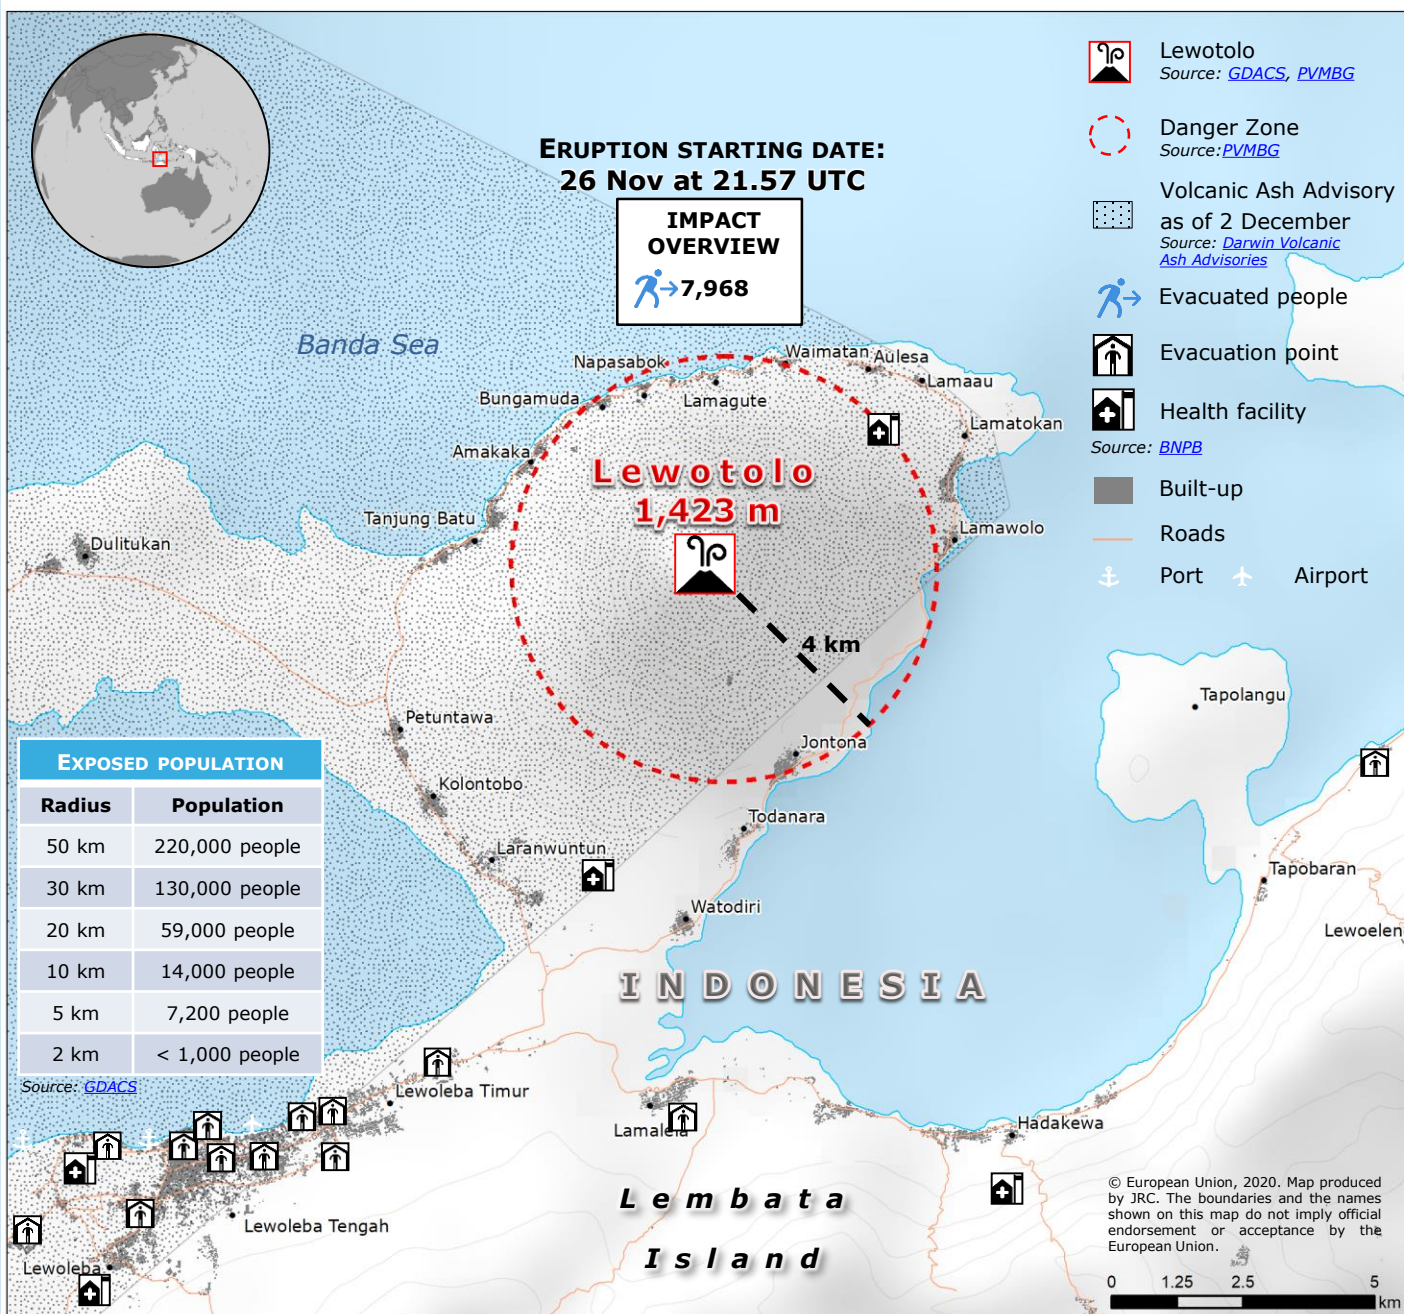 ERUPTION STARTING DATE:
26 Nov at 21.57 UTC
IMPACT
OVERVIEW
7,968
Lewotolo
Source: GDACS, PVMBG
Danger Zone
Source:PVMBG
Volcanic Ash Advisory
as of 2 December
Source: Darwin Volcanic
Ash Advisories
Evacuated people
Evacuation point
Health facility
Source: BNPB
Built-up
Roads
Port
Airport
Banda Sea
Napasabok
Waimatan
Aulesa
Lamaau
Bungamuda
Lamagute
Lamatokan
Amakaka
Lewotolo
1,423 m
Tanjung Batu
Lamawolo
Dulitukan
4 km
Tapolangu
Petuntawa
Jontona
Kolontobo
Todanara
Laranwuntun
Tapobaran
Watodiri
Lewoelen
INDONESIA
EXPOSED POPULATION
Radius Population
50 km 220,000 people
30 km 130,000 people
20 km 59,000 people
10 km 14,000 people
5 km 7,200 people
2 km < 1,000 people
Source: GDACS
Lewoleba Timur
Lamalela
Hadakewa
Lembata
Island
Lewoleba Tengah
Lewoleba
© European Union, 2020. Map produced
by JRC. The boundaries and the names
shown on this map do not imply official
endorsement or acceptance by the
European Union.
0 1.25 2.5 5
km